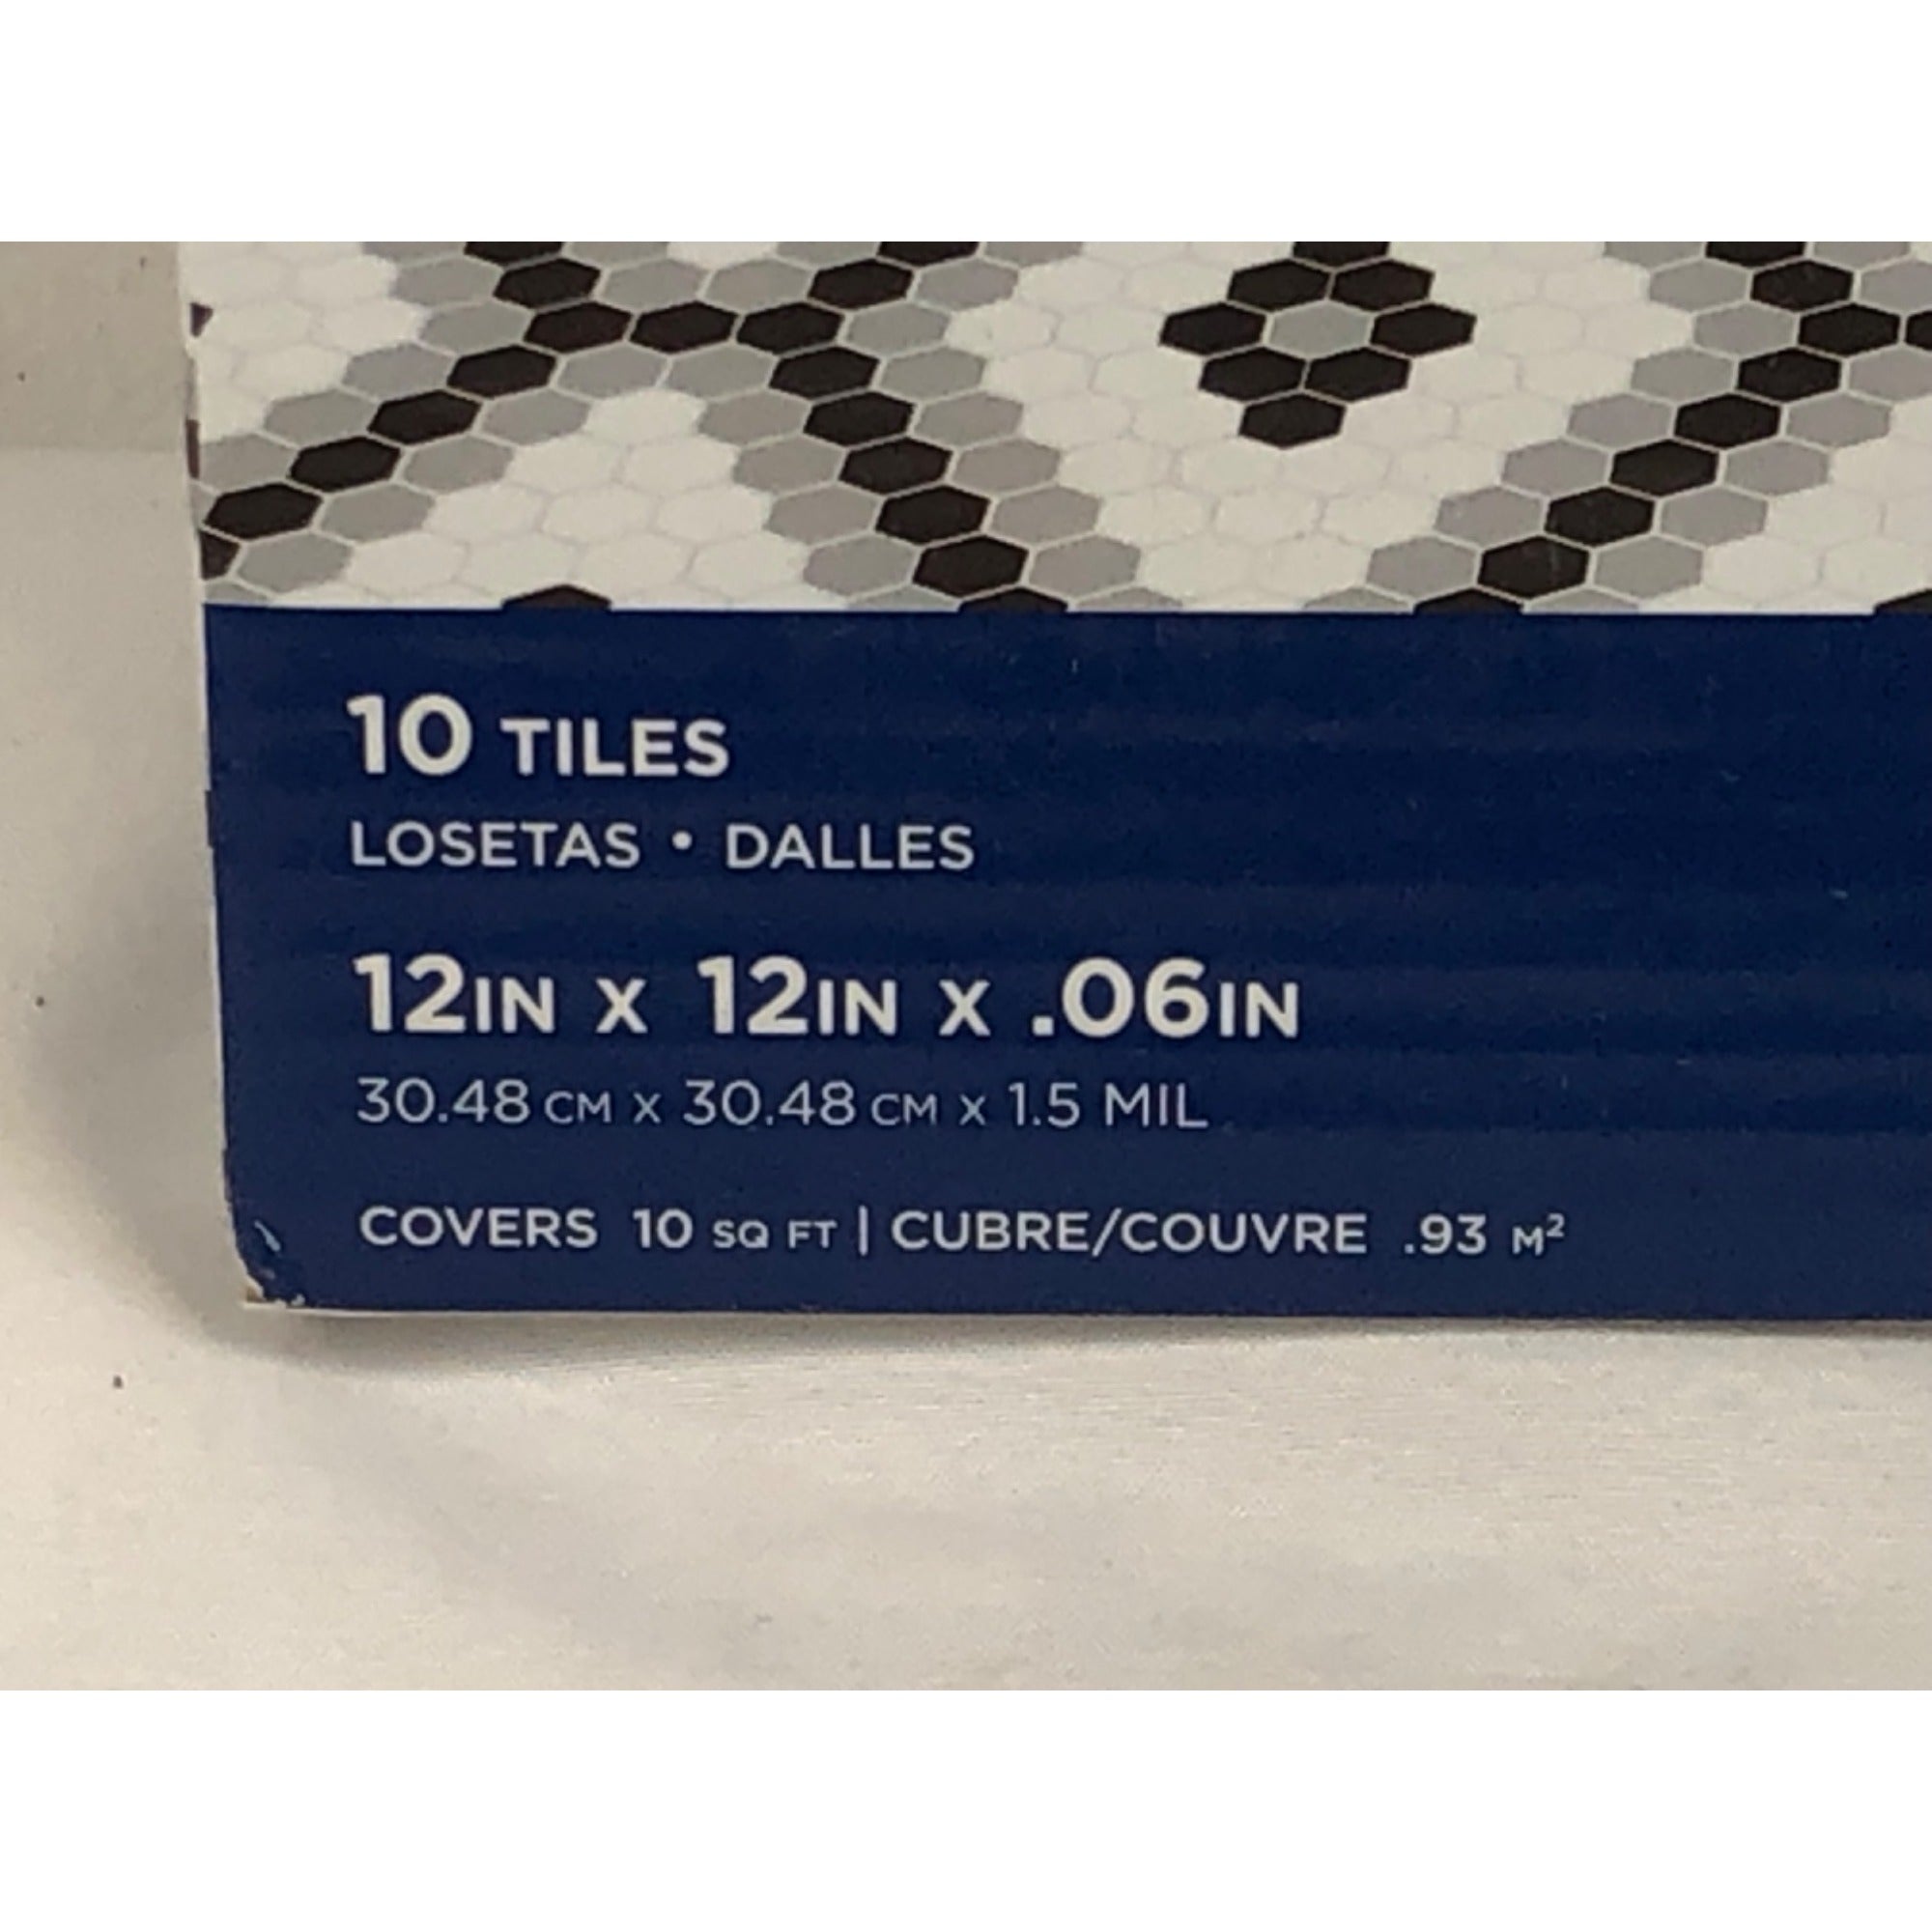 10 TILES
LOSETAS • DALLES
12IN X 12IN X .06IN
30.48 CM X 30.48 CM X 1.5 MIL
COVERS 10 SQ FT | CUBRE/COUVRE .93 M²